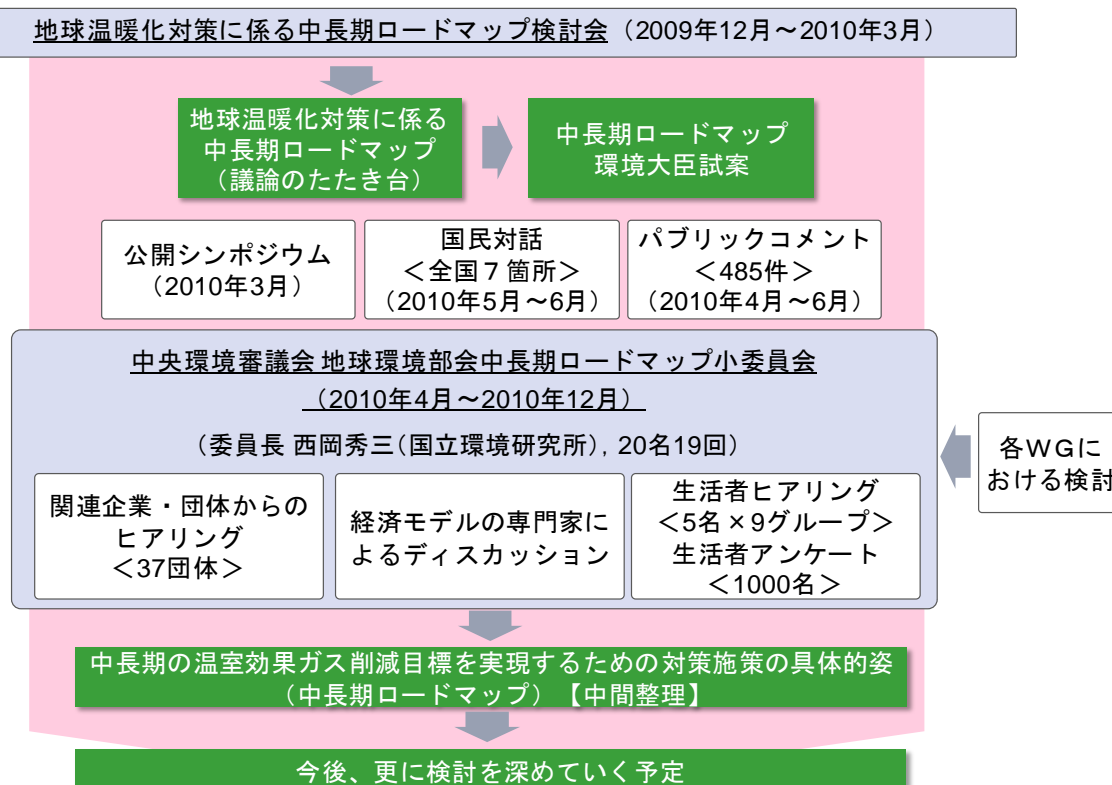 地球温暖化対策に係る中長期ロードマップ検討会（2009年12月～2010年3月）
地球温暖化対策に係る
中長期ロードマップ
（議論のたたき台）
中長期ロードマップ
環境大臣試案
公開シンポジウム
（2010年3月）
国民対話
＜全国７箇所＞
（2010年5月～6月）
パブリックコメント
＜485件＞
（2010年4月～6月）
中央環境審議会 地球環境部会中長期ロードマップ小委員会
（2010年4月～2010年12月）
（委員長 西岡秀三（国立環境研究所）, 20名19回）
各ＷＧに
おける検討
関連企業・団体からの
ヒアリング
＜37団体＞
経済モデルの専門家に
よるディスカッション
生活者ヒアリング
＜5名×9グループ＞
生活者アンケート
＜1000名＞
中長期の温室効果ガス削減目標を実現するための対策施策の具体的姿
（中長期ロードマップ）【中間整理】
今後、更に検討を深めていく予定